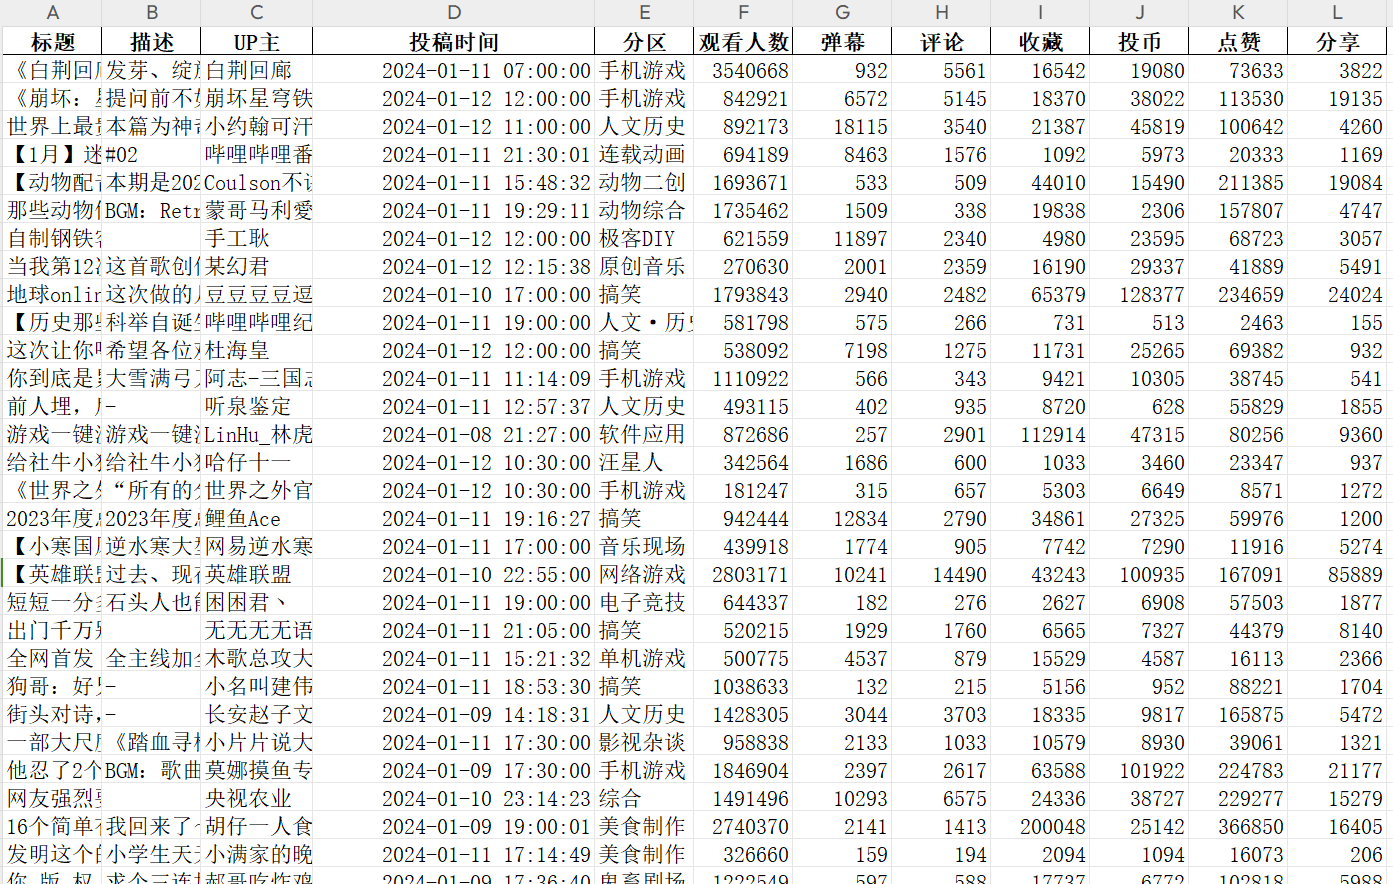 A B C D E F G H I J K L
标题 描述 UP主 投稿时间 分区 观看人数 弹幕 评论 收藏 投币 点赞 分享
《白荆回 发芽、绽 白荆回廊 2024-01-11 07:00:00 手机游戏 3540668 932 5561 16542 19080 73633 3822
《崩坏: 提问前不 崩坏星穹铁 2024-01-12 12:00:00 手机游戏 842921 6572 5145 18370 38022 113530 19135
世界上最 本篇为神 小约翰可汗 2024-01-12 11:00:00 人文历史 892173 18115 3540 21387 45819 100642 4260
【1月】迷 #02 哔哩哔哩番 2024-01-11 21:30:01 连载动画 694189 8463 1576 1092 5973 20333 1169
【动物配 本期是202 Coulson不 2024-01-11 15:48:32 动物二创 1693671 533 509 44010 15490 211385 19084
那些动物 BGM: Retr 蒙哥马利愛 2024-01-11 19:29:11 动物综合 1735462 1509 338 19838 2306 157807 4747
自制钢铁 手工耿 2024-01-12 12:00:00 极客DIY 621559 11897 2340 4980 23595 68723 3057
当我第12 这首歌创 某幻君 2024-01-12 12:15:38 原创音乐 270630 2001 2359 16190 29337 41889 5491
地球onlin 这次做的 豆豆豆豆逗 2024-01-10 17:00:00 搞笑 1793843 2940 2482 65379 128377 234659 24024
【历史那 科举自诞 哔哩哔哩纪 2024-01-11 19:00:00 人文·历 581798 575 266 731 513 2463 155
这次让你 希望各位 杜海皇 2024-01-12 12:00:00 搞笑 538092 7198 1275 11731 25265 69382 932
你到底是 大雪满弓 阿志-三国 2024-01-11 11:14:09 手机游戏 1110922 566 343 9421 10305 38745 541
前人埋, - 听泉鉴定 2024-01-11 12:57:37 人文历史 493115 402 935 8720 628 55829 1855
游戏一键 游戏一键 LinHu_林虎 2024-01-08 21:27:00 软件应用 872686 257 2901 112914 47315 80256 9360
给社牛小 给社牛小 哈仔十一 2024-01-12 10:30:00 汪星人 342564 1686 600 1033 3460 23347 937
《世界之 “所有的 世界之外官 2024-01-12 10:30:00 手机游戏 181247 315 657 5303 6649 8571 1272
2023年度 2023年度 鲤鱼Ace 2024-01-11 19:16:27 搞笑 942444 12834 2790 34861 27325 59976 1200
【小寒国 逆水寒大 网易逆水寒 2024-01-11 17:00:00 音乐现场 439918 1774 905 7742 7290 11916 5274
【英雄联 过去、现 英雄联盟 2024-01-10 22:55:00 网络游戏 2803171 10241 14490 43243 100935 167091 85889
短短一分 石头人也 困困君丶 2024-01-11 19:00:00 电子竞技 644337 182 276 2627 6908 57503 1877
出门千万 无无无无语 2024-01-11 21:05:00 搞笑 520215 1929 1760 6565 7327 44379 8140
全网首发 全主线加 木歌总攻大 2024-01-11 15:21:32 单机游戏 500775 4537 879 15529 4587 16113 2366
狗哥: 好 - 小名叫建伟 2024-01-11 18:53:30 搞笑 1038633 132 215 5156 952 88221 1704
街头对诗, - 长安赵子文 2024-01-09 14:18:31 人文历史 1428305 3044 3703 18335 9817 165875 5472
一部大尺 《踏血寻 小片片说大 2024-01-11 17:30:00 影视杂谈 958838 2133 1033 10579 8930 39061 1321
他忍了2个 BGM: 歌曲 莫娜摸鱼专 2024-01-09 17:30:00 手机游戏 1846904 2397 2617 63588 101922 224783 21177
网友强烈 央视农业 2024-01-10 23:14:23 综合 1491496 10293 6575 24336 38727 229277 15279
16个简单 我回来了 胡仔一人食 2024-01-09 19:00:01 美食制作 2740370 2141 1413 200048 25142 366850 16405
发明这个 小学生天 小满家的晚 2024-01-11 17:14:49 美食制作 326660 159 194 2094 1094 16073 206
你 版 权 求个三连 郝哥吃炸鸡 2024-01-09 17:36:40 鬼畜剧场 1222549 597 588 17737 6772 102818 5988